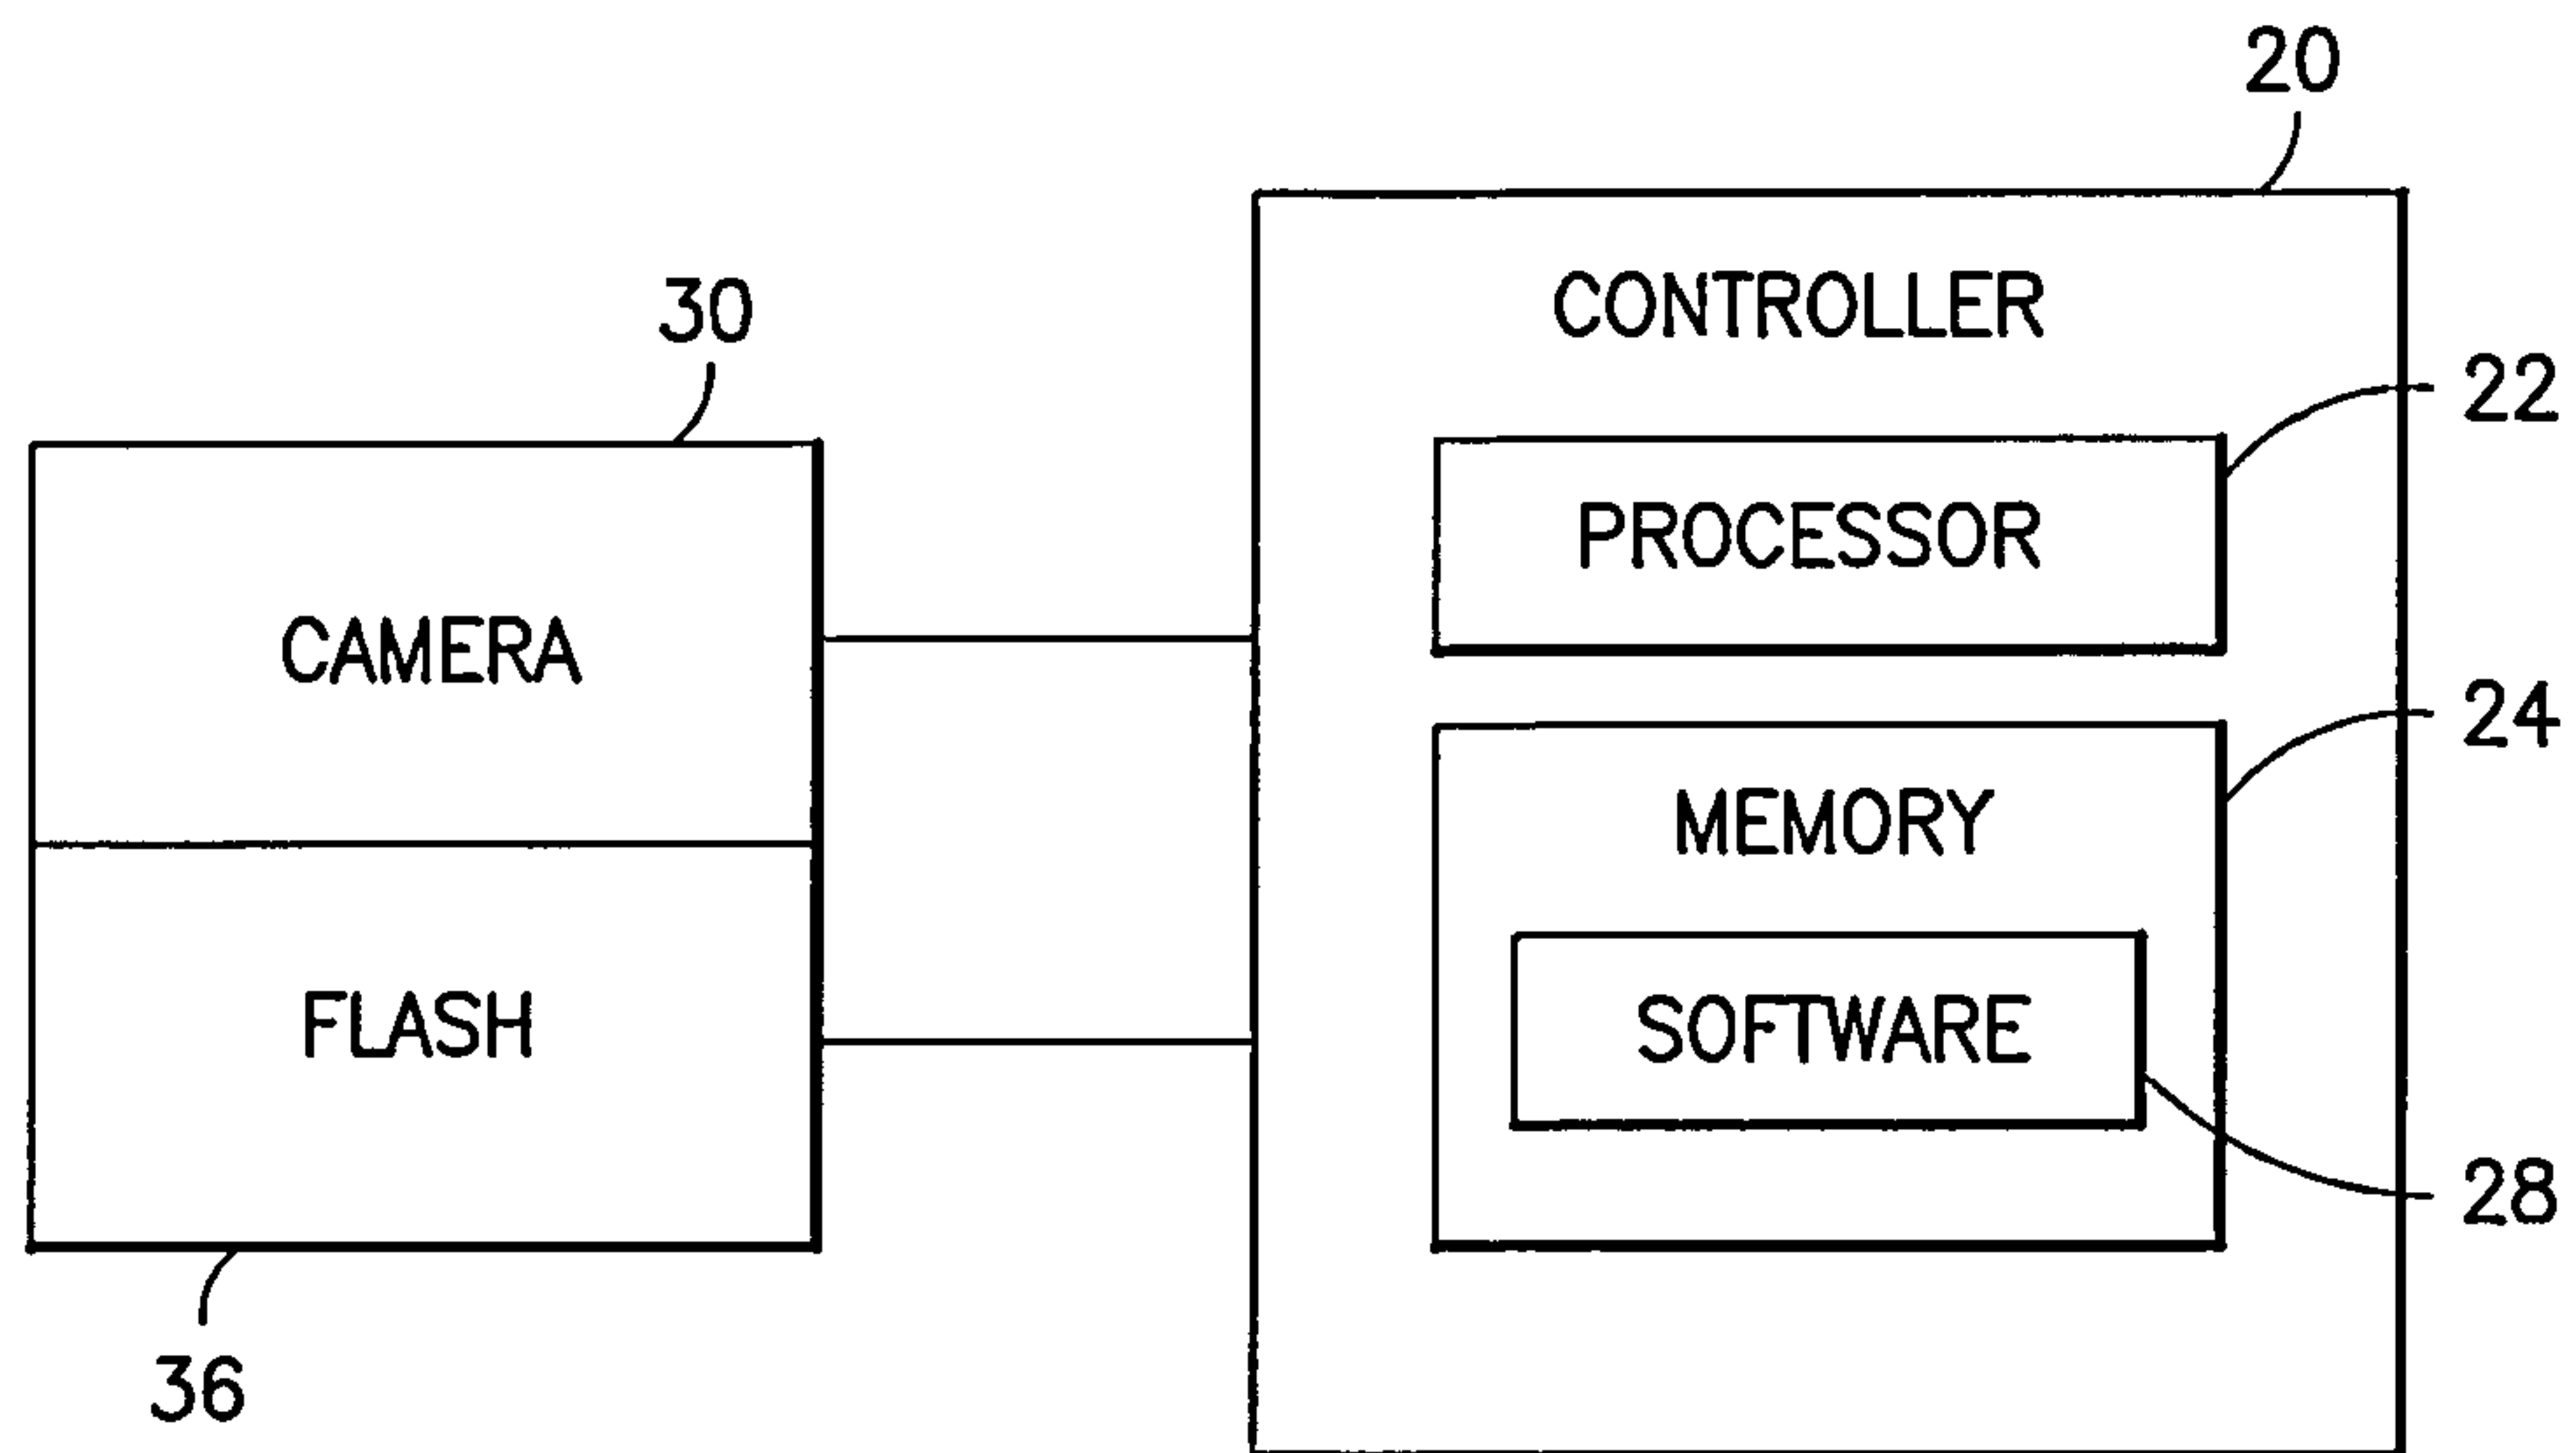 20
CONTROLLER
30
22
PROCESSOR
CAMERA
24
MEMORY
FLASH
SOFTWARE
28
36